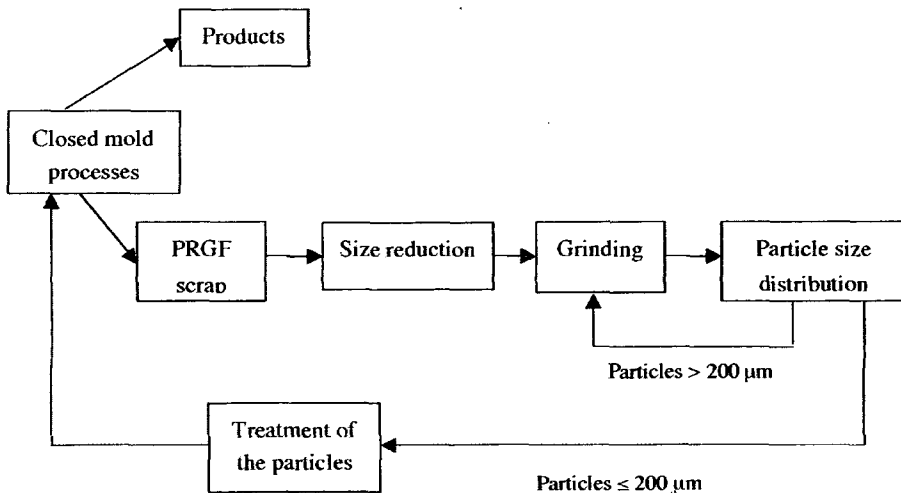 Products
Closed mold
processes
PRGF
scrap
Size reduction
Grinding
Particle size
distribution
Particles > 200 µm
Treatment of
the particles
Particles ≤ 200 µm